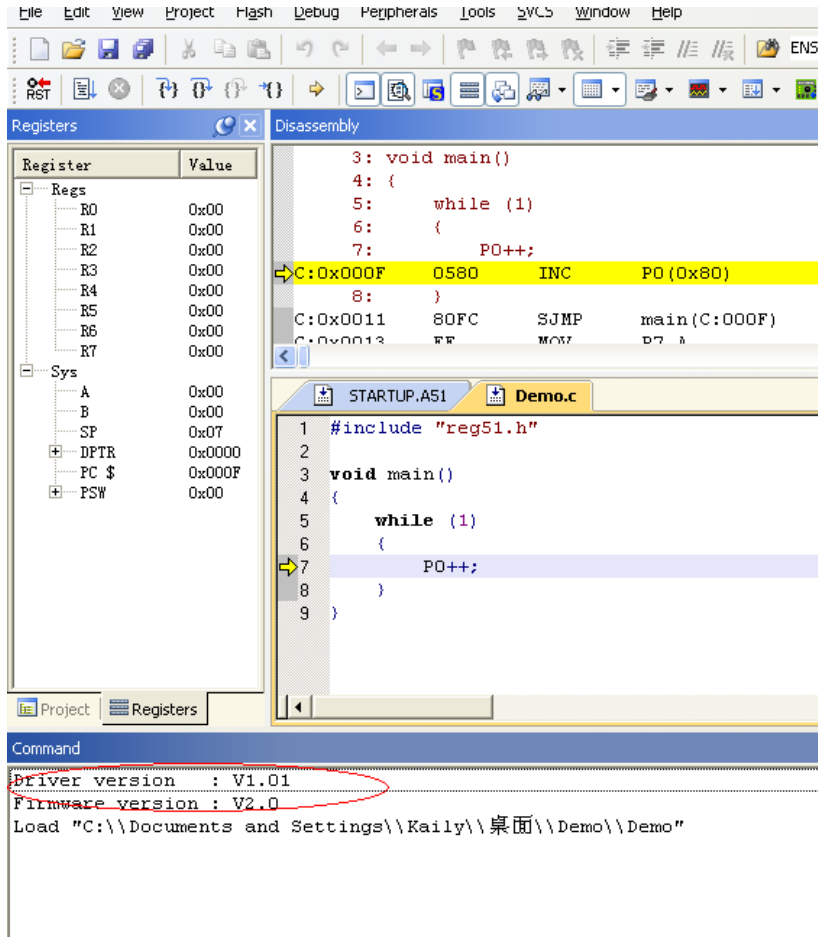 File Edit View Project Flash Debug Peripherals Tools SVCS Window Help
ENS
RST
Registers
Register Value
Regs
R0 0x00
R1 0x00
R2 0x00
R3 0x00
R4 0x00
R5 0x00
R6 0x00
R7 0x00
Sys
A 0x00
B 0x00
SP 0x07
DPTR 0x0000
PC $ 0x000F
PSW 0x00
Project Registers
Disassembly
3: void main()
4: {
5: while (1)
6: {
7: P0++;
C:0x000F 0580 INC P0(0x80)
8: }
C:0x0011 80FC SJMP main(C:000F)
C:0x0013 EF MOV R7,A
STARTUP.A51 Demo.c
1 #include "reg51.h"
2
3 void main()
4 {
5 while (1)
6 {
7 P0++;
8 }
9 }
Command
Driver version : V1.01
Firmware version : V2.0
Load "C:\\Documents and Settings\\Kaily\\桌面\\Demo\\Demo"